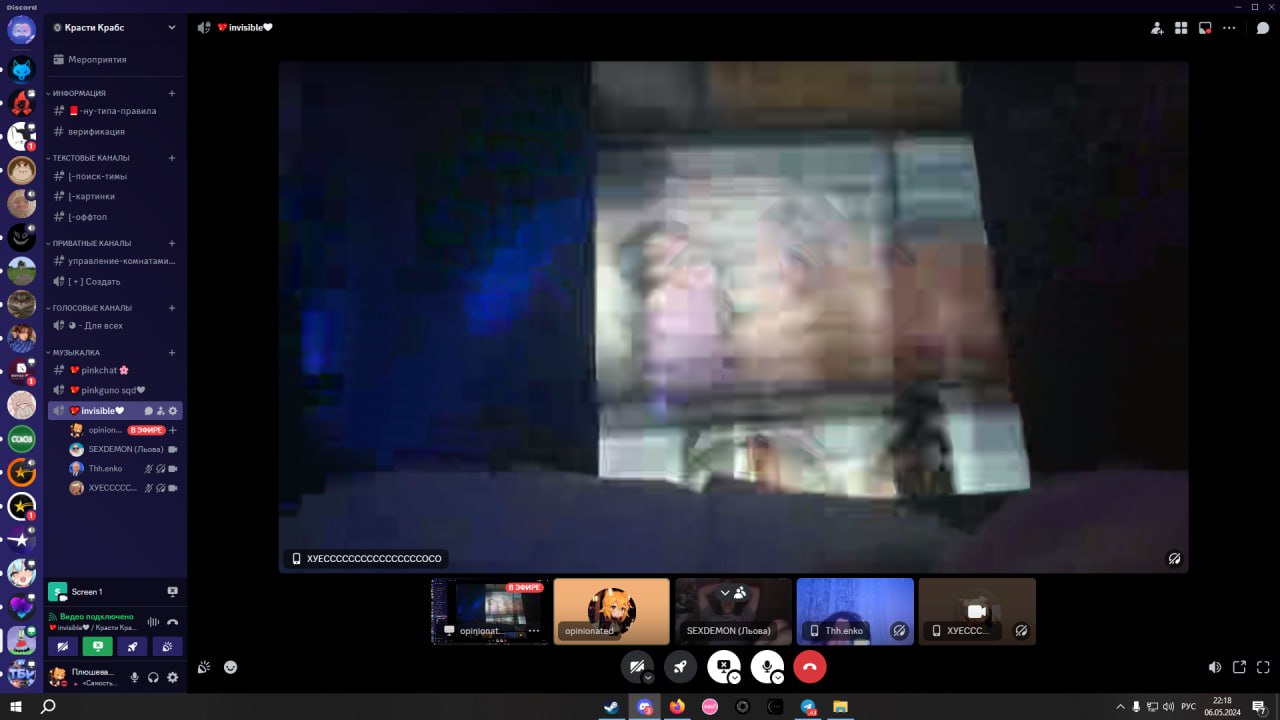 Discord
Красти Крабс
invisible
Мероприятия
ИНФОРМАЦИЯ
-ну-типа-правила
верификация
ТЕКСТОВЫЕ КАНАЛЫ
[-поиск-тимы
[-картинки
[-оффтоп
ПРИВАТНЫЕ КАНАЛЫ
управление-комнатами...
[ + ] Создать
ГОЛОСОВЫЕ КАНАЛЫ
- Для всех
МУЗЫКАЛКА
pinkchat
pinkguno sqd
invisible
opinion... В ЭФИРЕ
SEXDEMON (Льова)
Thh.enko
ХУЕССССС...
ХУЕСССССССССССССССССОСО
Screen 1
Видео подключено
invisible / Красти Кра...
Плюшева...
<Самость...
В ЭФИРЕ
opinionat...
opinionated
SEXDEMON (Льова)
Thh.enko
ХУЕССС...
РУС
22:18
06.05.2024